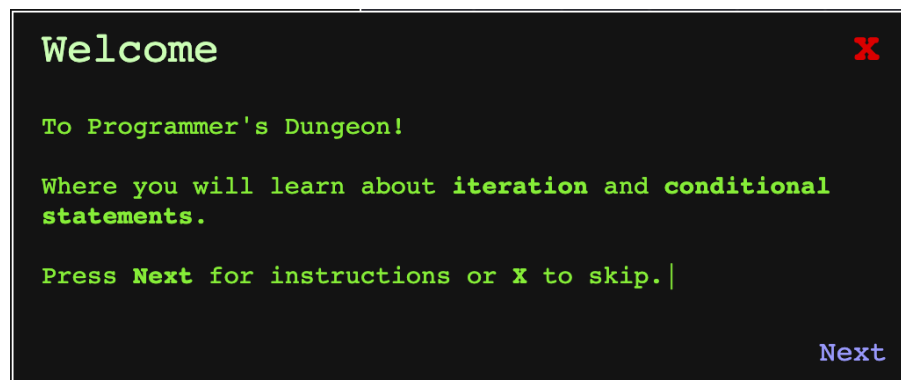 Welcome
X
To Programmer's Dungeon!
Where you will learn about iteration and conditional
statements.
Press Next for instructions or X to skip.
Next